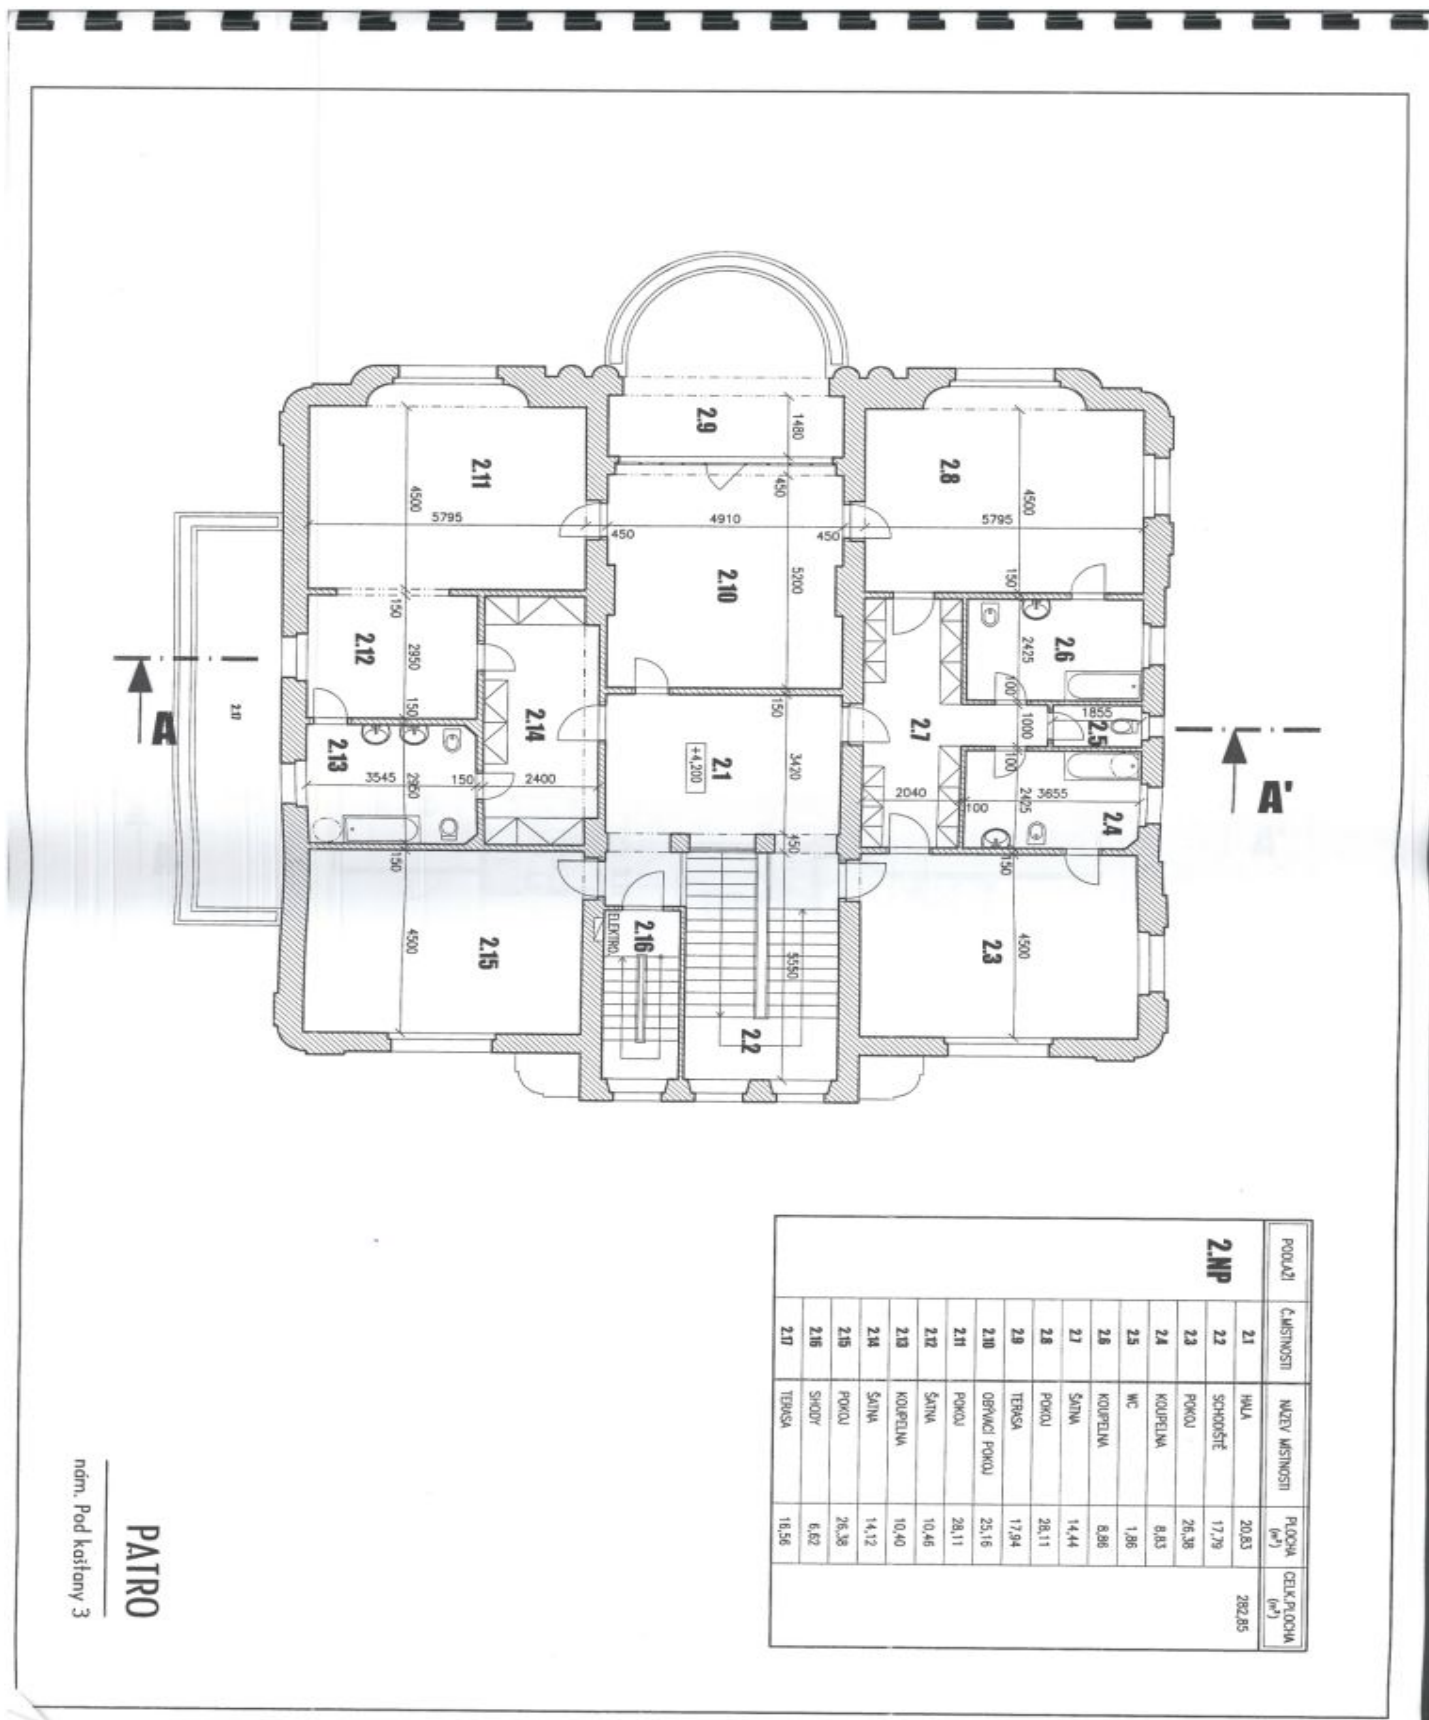 PODLAŽÍ Č.MÍSTNOSTI NÁZEV MÍSTNOSTI PLOCHA (m²) CELK.PLOCHA (m²)
2.NP
2.1 HALA 20,83 282,85
2.2 SCHODIŠTĚ 17,79
2.3 POKOJ 26,38
2.4 KOUPELNA 8,83
2.5 WC 1,86
2.6 KOUPELNA 8,86
2.7 ŠATNA 14,44
2.8 POKOJ 28,11
2.9 TERASA 17,94
2.10 OBÝVACÍ POKOJ 25,16
2.11 POKOJ 28,11
2.12 ŠATNA 10,46
2.13 KOUPELNA 10,40
2.14 ŠATNA 14,12
2.15 POKOJ 26,38
2.16 SHODY 6,62
2.17 TERASA 16,56
2.9
1480
2.11
4500
5795
450
4910
450
450
5200
2.10
2.8
4500
5795
150
2.12
150
2950
150
2.14
2.13
3545
2950
150
2400
2.1
+4,200
150
3420
450
2.7
2040
100
2.6
2425
100
1000
1855
2.5
100
2425
3655
2.4
150
2.15
150
4500
2.16
ELEKTRO.
2.2
5550
2.3
4500
2.17
A
A'
PATRO
nám. Pod kaštany 3